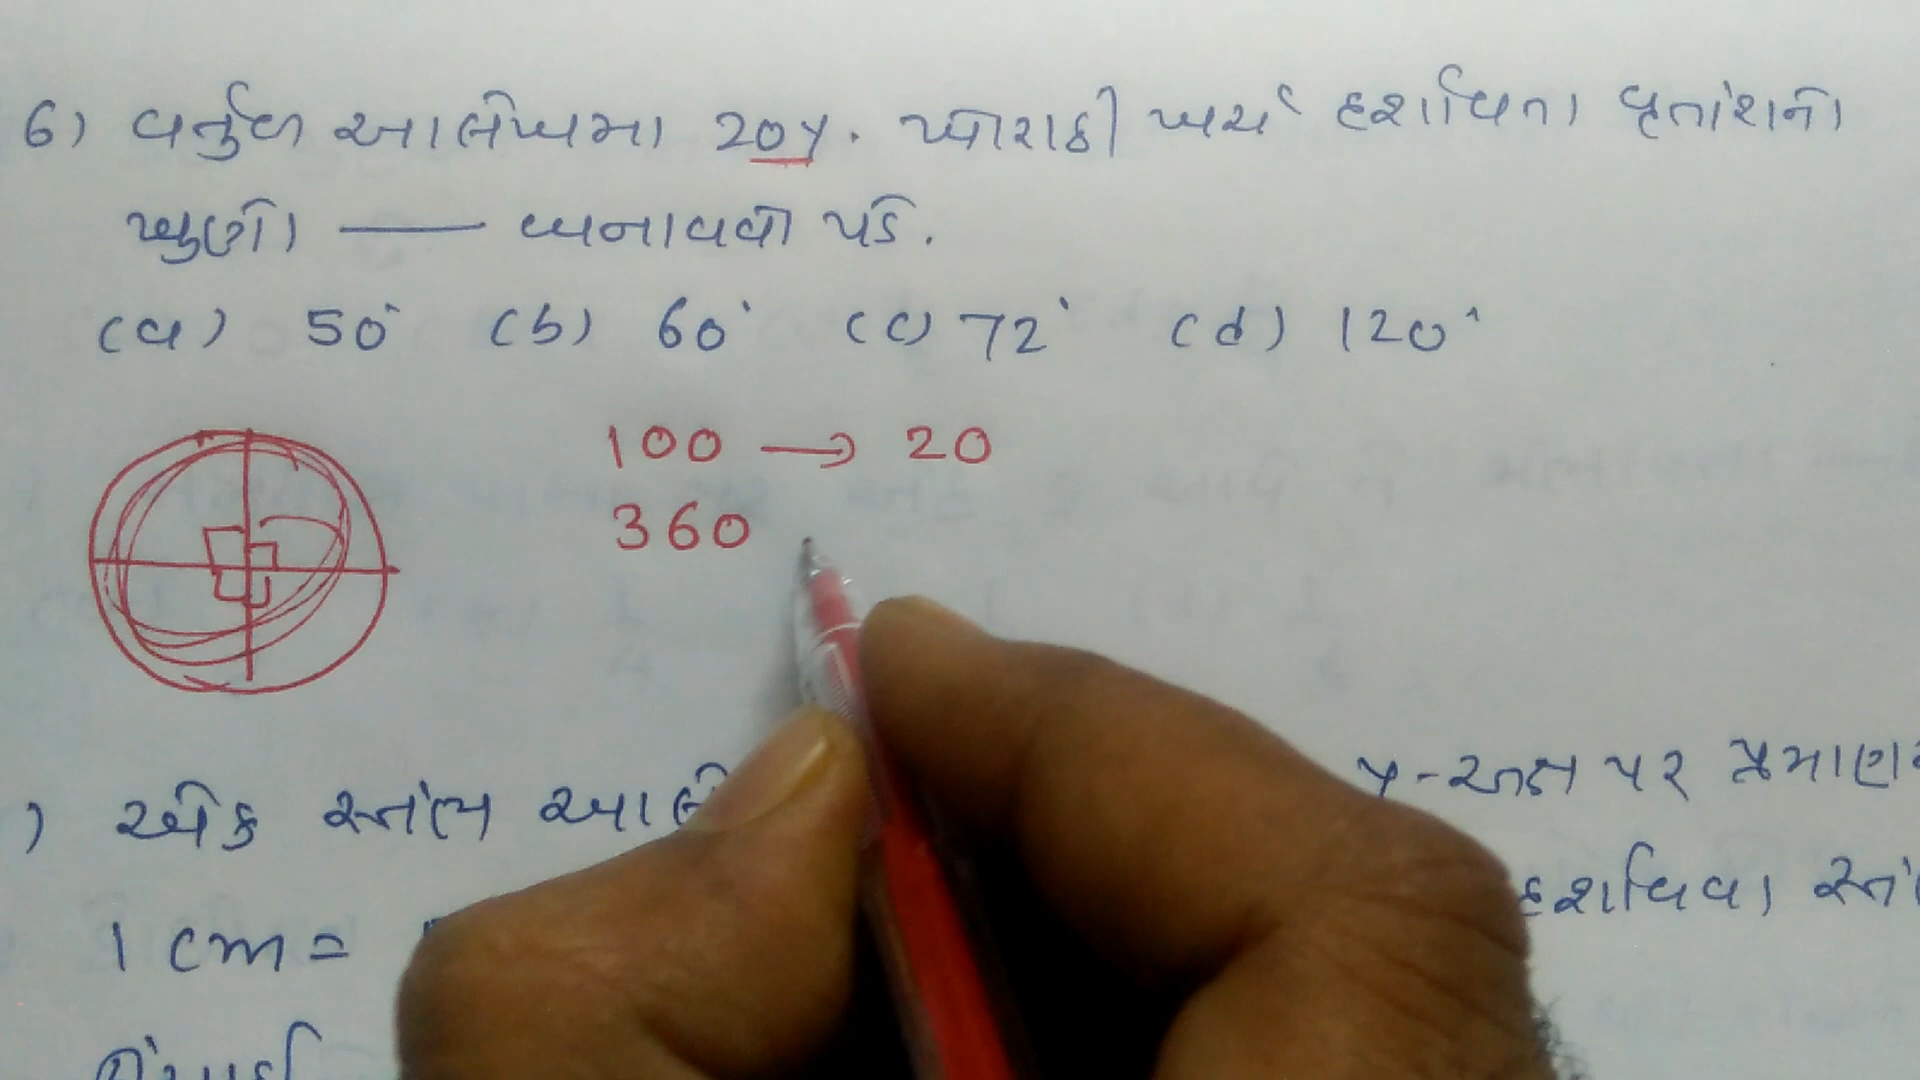 6) વર્તુળ આલેખમા 20%. ખોરાકી ખર્ચ દર્શાવતા વૃતાંશનો
ખુણો —— બનાવવો પડે.
(a) 50° (b) 60° (c) 72° (d) 120°
100 → 20
360
) એક સ્તંભ આલે
y-અક્ષ પર પ્રમાણ
1 cm =
દર્શાવવા સ્તં